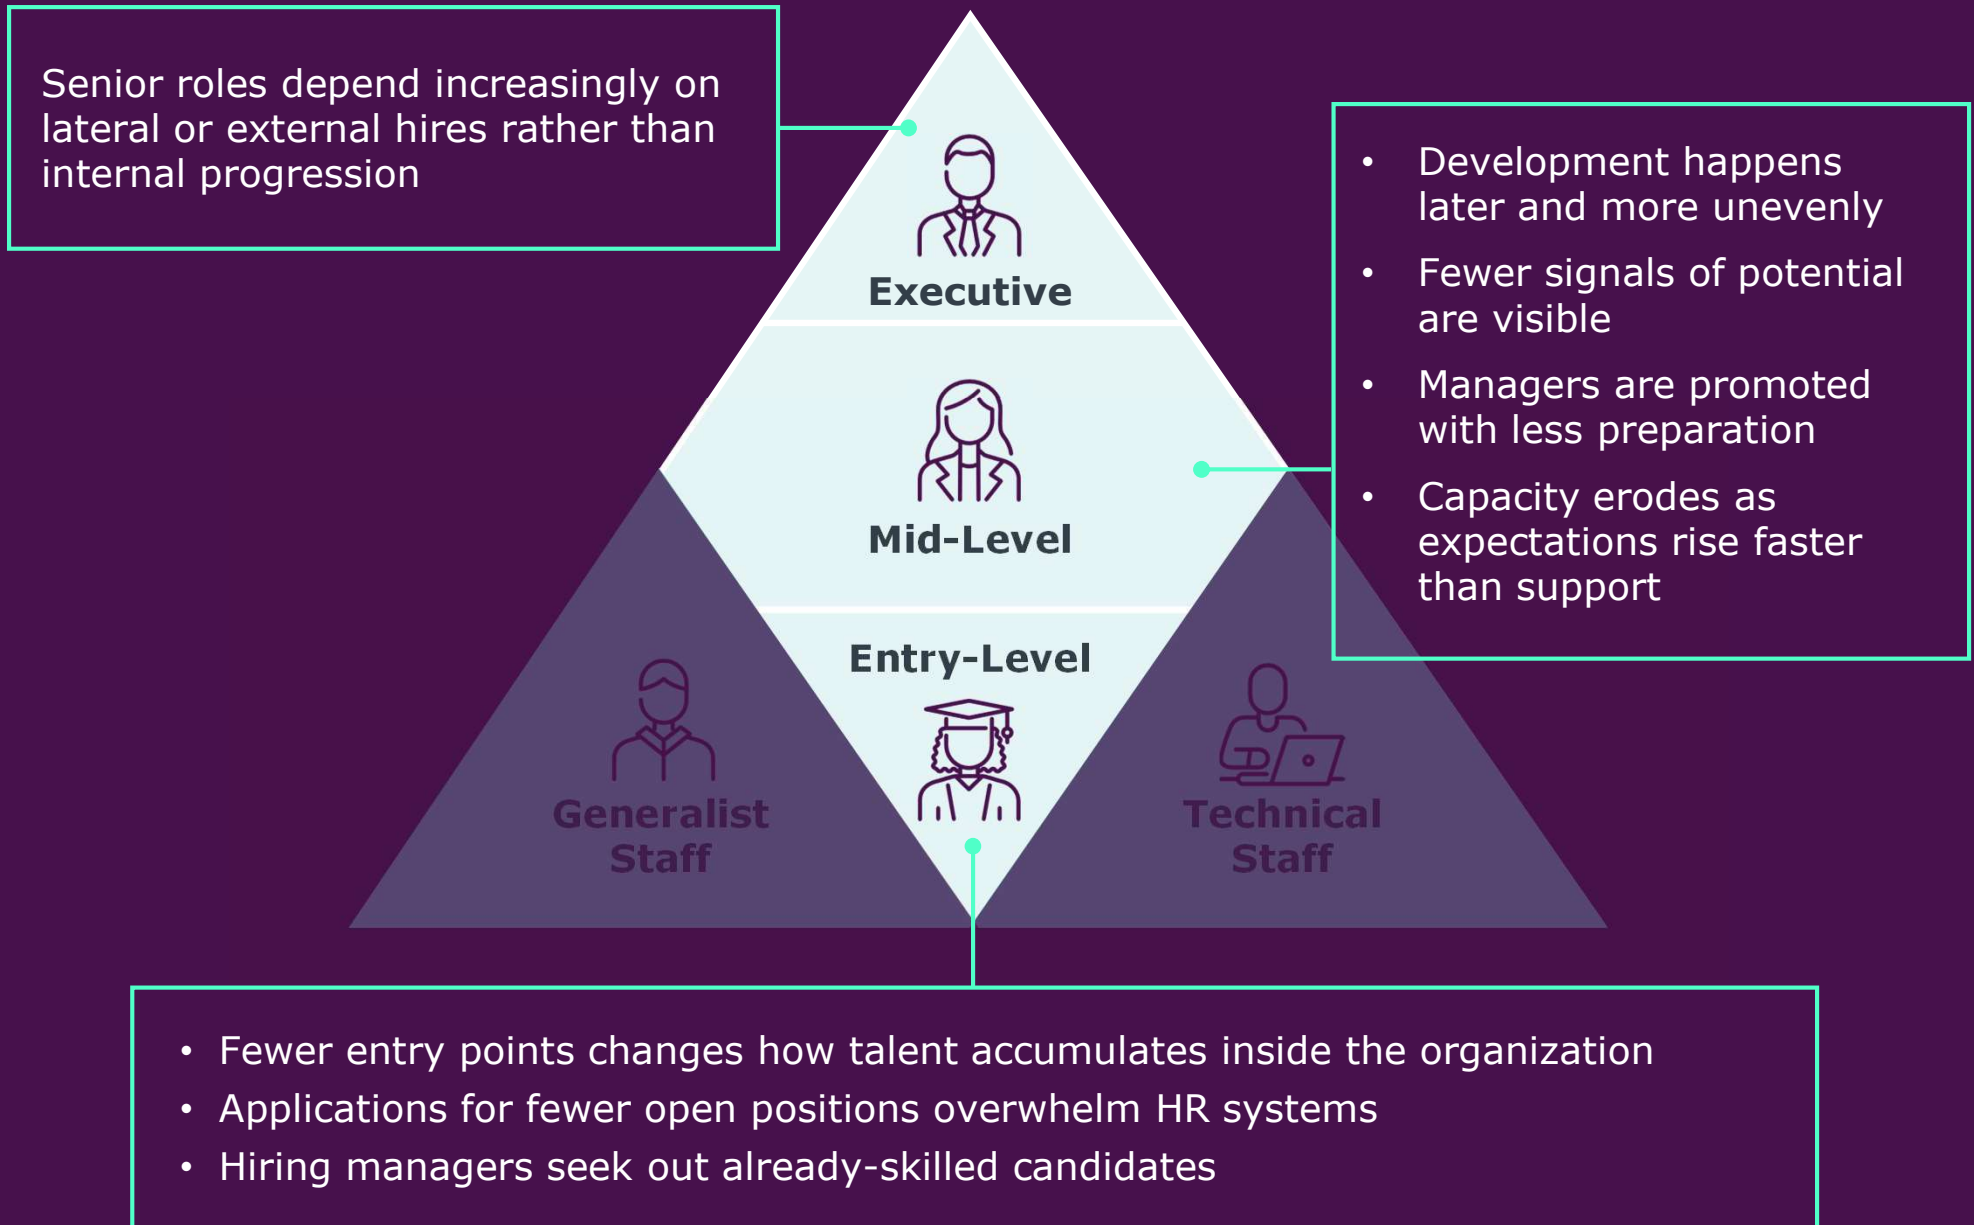 Senior roles depend increasingly on
lateral or external hires rather than
internal progression
Executive
• Development happens
later and more unevenly
• Fewer signals of potential
are visible
• Managers are promoted
with less preparation
• Capacity erodes as
expectations rise faster
than support
Mid-Level
Entry-Level
Generalist
Staff
Technical
Staff
• Fewer entry points changes how talent accumulates inside the organization
• Applications for fewer open positions overwhelm HR systems
• Hiring managers seek out already-skilled candidates